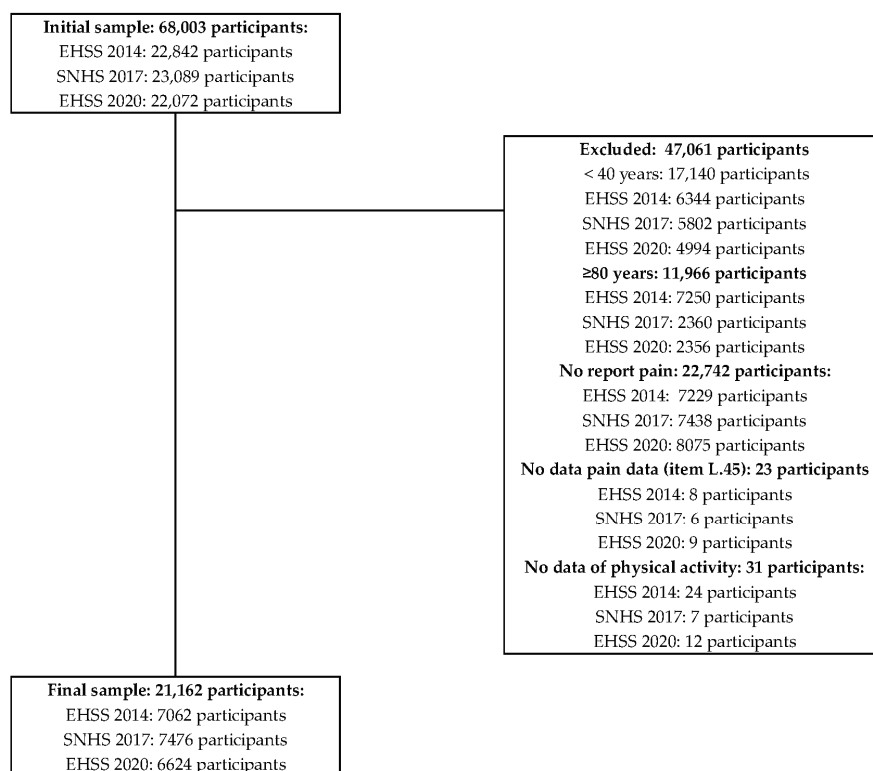 Initial sample: 68,003 participants:
EHSS 2014: 22,842 participants
SNHS 2017: 23,089 participants
EHSS 2020: 22,072 participants
Excluded: 47,061 participants
< 40 years: 17,140 participants
EHSS 2014: 6344 participants
SNHS 2017: 5802 participants
EHSS 2020: 4994 participants
≥80 years: 11,966 participants
EHSS 2014: 7250 participants
SNHS 2017: 2360 participants
EHSS 2020: 2356 participants
No report pain: 22,742 participants:
EHSS 2014: 7229 participants
SNHS 2017: 7438 participants
EHSS 2020: 8075 participants
No data pain data (item L.45): 23 participants
EHSS 2014: 8 participants
SNHS 2017: 6 participants
EHSS 2020: 9 participants
No data of physical activity: 31 participants:
EHSS 2014: 24 participants
SNHS 2017: 7 participants
EHSS 2020: 12 participants
Final sample: 21,162 participants:
EHSS 2014: 7062 participants
SNHS 2017: 7476 participants
EHSS 2020: 6624 participants